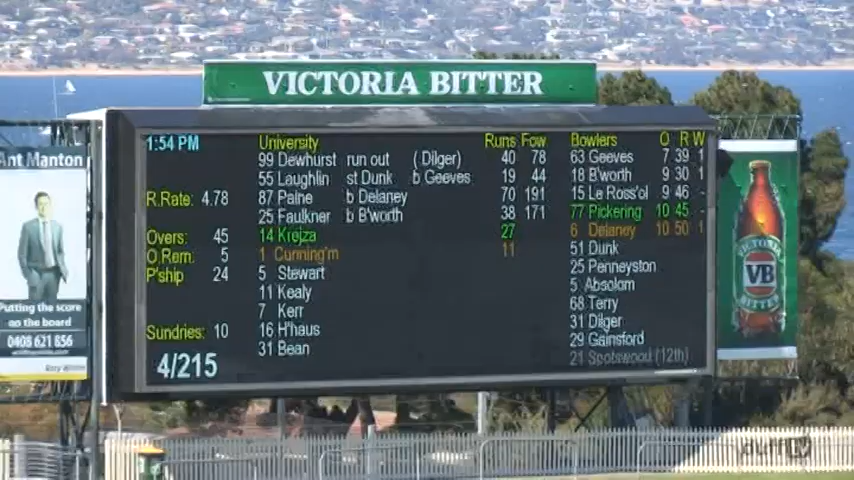 VICTORIA BITTER
1:54 PM University Runs Fow Bowlers O R W
99 Dewhurst run out (Dilger) 40 78 63 Geeves 7 39 1
55 Laughlin st Dunk b Geeves 19 44 18 B'worth 9 30 1
R.Rate: 4.78 87 Paine b Delaney 70 191 15 Le Ross'ol 9 46 -
25 Faulkner b B'worth 38 171 77 Pickering 10 45 -
Overs: 45 14 Krejza 27 6 Delaney 10 50 1
O.Rem: 5 1 Cunning'm 11 51 Dunk
P'ship 24 5 Stewart 25 Penneyston
11 Kealy 5 Absolom
7 Kerr 68 Terry
Sundries: 10 16 H'haus 31 Dilger
31 Bean 29 Gainsford
4/215 21 Spotswood (12th)
Ant Manton
Putting the score
on the board
0408 621 856
VICTORIA
VB
BITTER